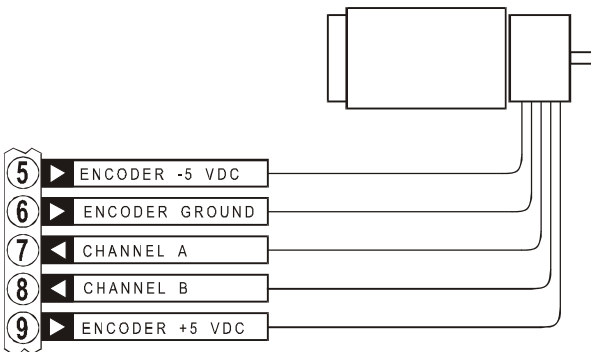 5 ENCODER -5 VDC
6 ENCODER GROUND
7 CHANNEL A
8 CHANNEL B
9 ENCODER +5 VDC